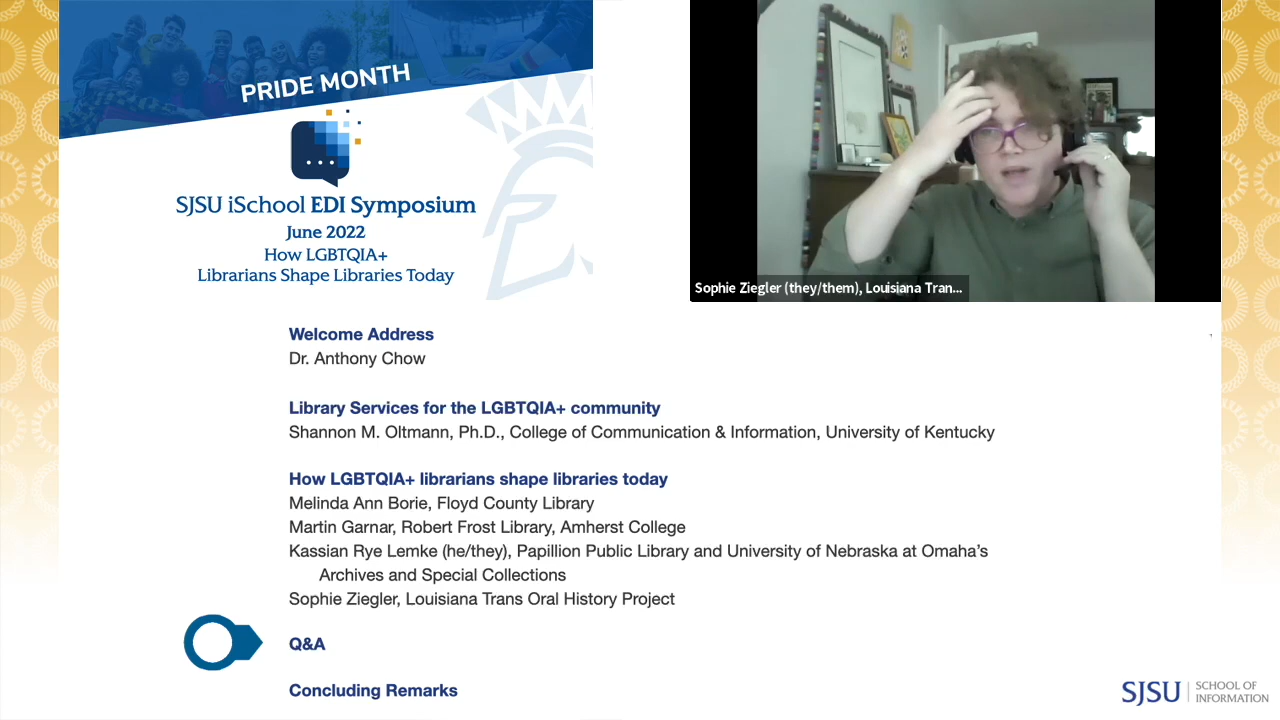 PRIDE MONTH
SJSU iSchool EDI Symposium
June 2022
How LGBTQIA+
Librarians Shape Libraries Today
Sophie Ziegler (they/them), Louisiana Tran...
Welcome Address
Dr. Anthony Chow
Library Services for the LGBTQIA+ community
Shannon M. Oltmann, Ph.D., College of Communication & Information, University of Kentucky
How LGBTQIA+ librarians shape libraries today
Melinda Ann Borie, Floyd County Library
Martin Garnar, Robert Frost Library, Amherst College
Kassian Rye Lemke (he/they), Papillion Public Library and University of Nebraska at Omaha’s
Archives and Special Collections
Sophie Ziegler, Louisiana Trans Oral History Project
Q&A
Concluding Remarks
SJSU | SCHOOL OF
INFORMATION